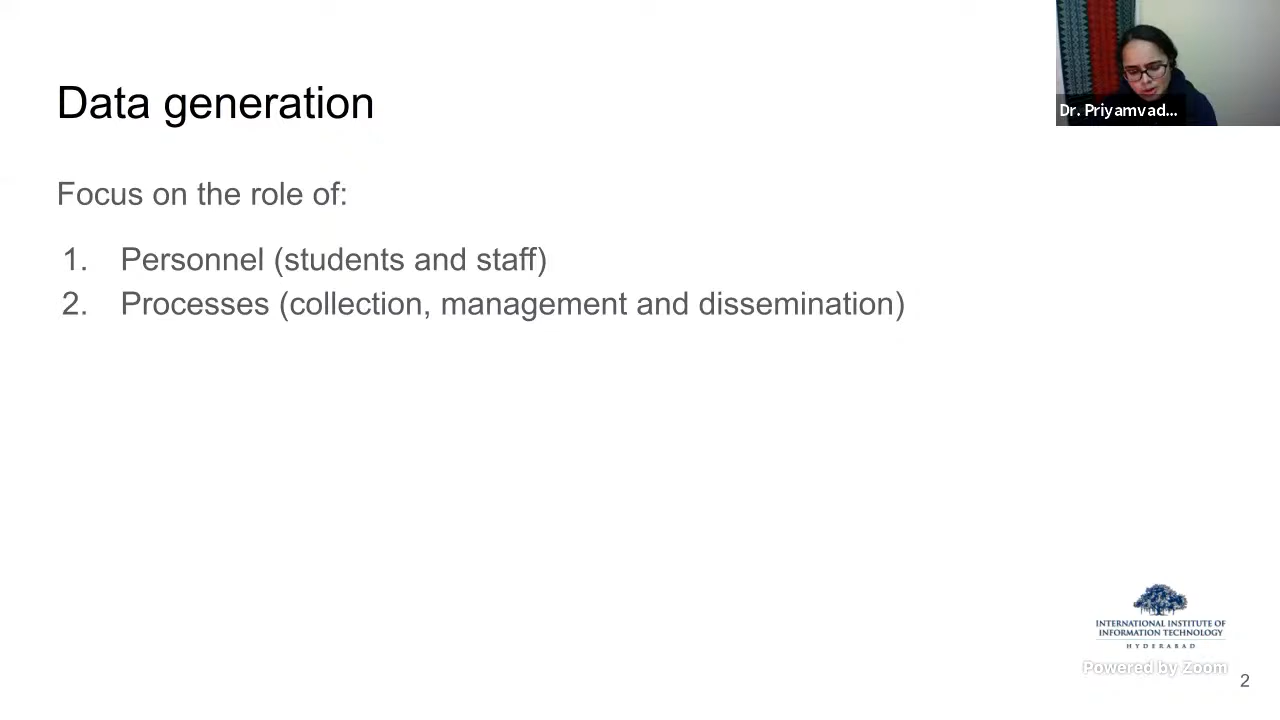 Data generation
Dr. Priyamvad...
Focus on the role of:
1. Personnel (students and staff)
2. Processes (collection, management and dissemination)
INTERNATIONAL INSTITUTE OF
INFORMATION TECHNOLOGY
HYDERABAD
Powered by Zoom
2